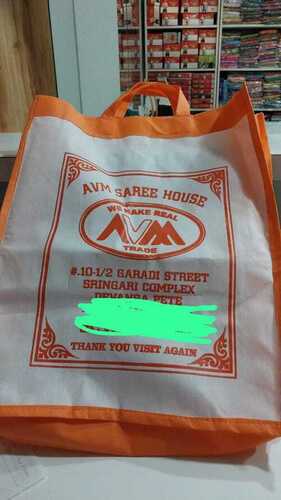 AVM SAREE HOUSE
WE MAKE REAL
AVM
TRADE
#.10-1/2 GARADI STREET
SRINGARI COMPLEX
DEVANGA PETE
THANK YOU VISIT AGAIN